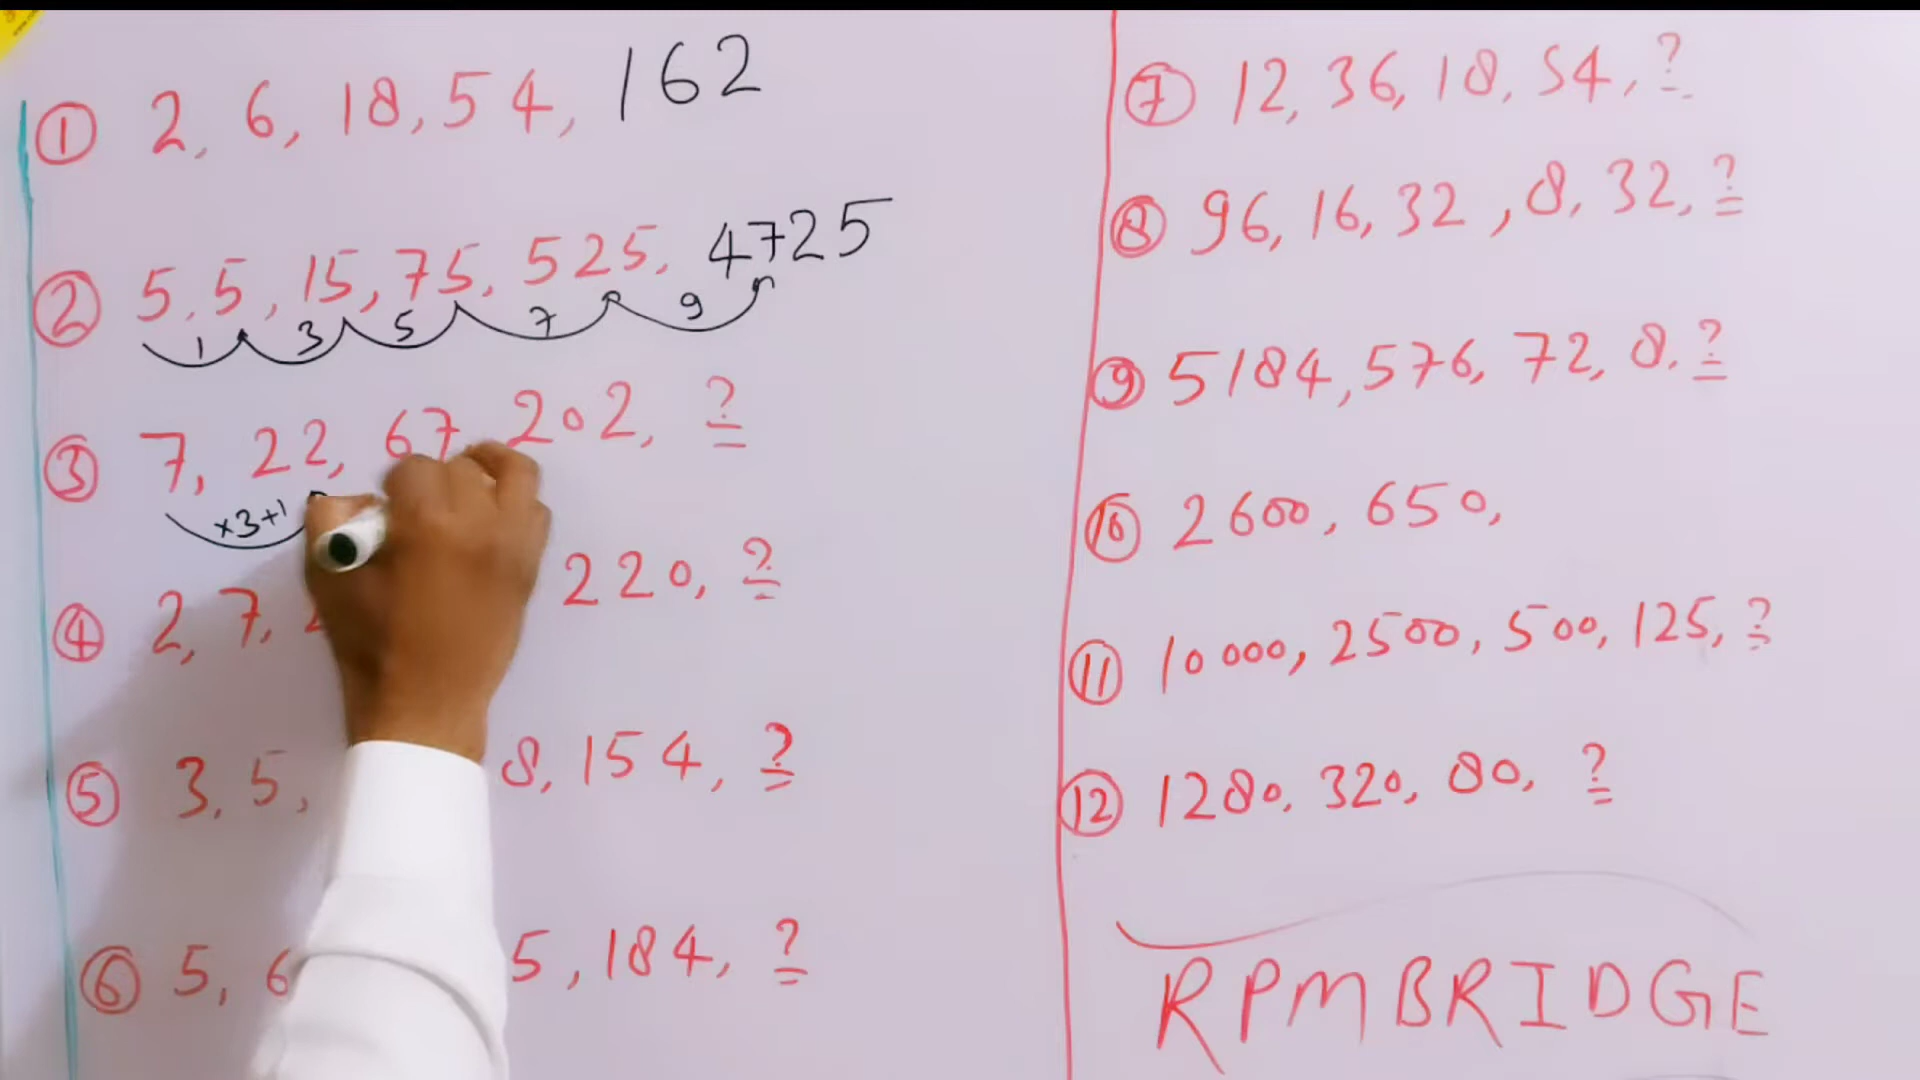 ① 2, 6, 18, 54, 162
② 5, 5, 15, 75, 525, 4725
1 3 5 7 9
③ 7, 22, 67 202, ?
×3+1
④ 2, 7, 220, ?
⑤ 3, 5, 8, 154, ?
⑥ 5, 6 5, 184, ?
⑦ 12, 36, 18, 54, ?
⑧ 96, 16, 32, 8, 32, ?
⑨ 5184, 576, 72, 8, ?
⑩ 2600, 650,
⑪ 10000, 2500, 500, 125, ?
⑫ 1280, 320, 80, ?
RPMBRIDGE